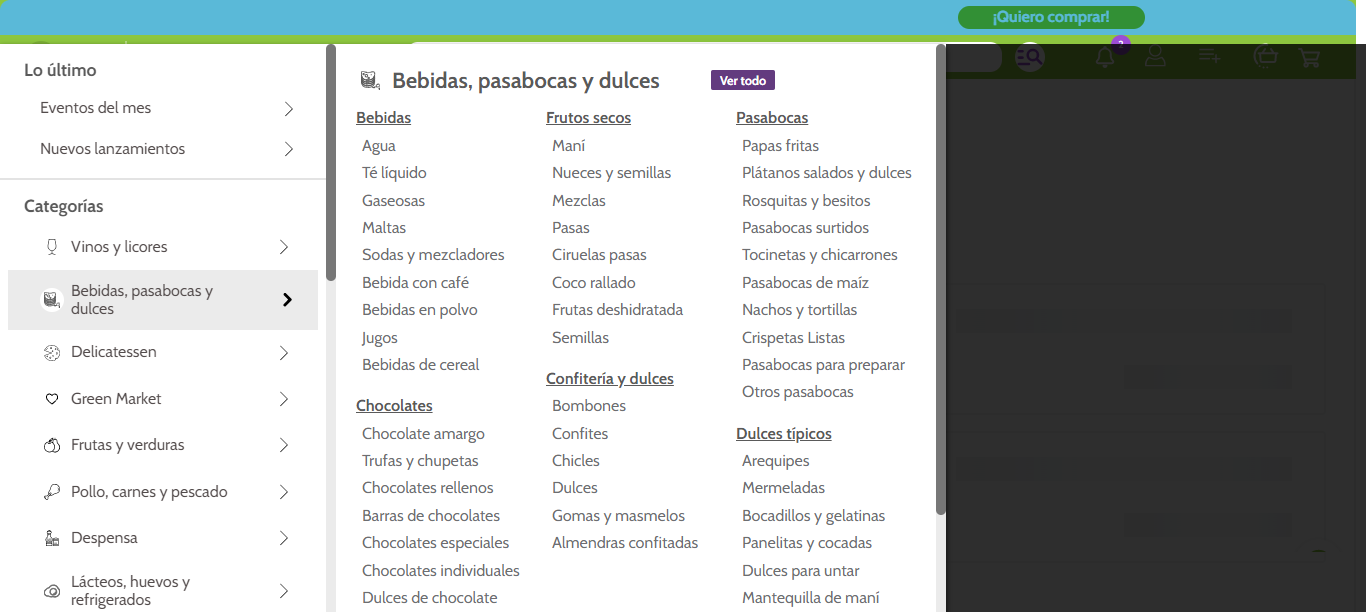 ¡Quiero comprar!
2
Lo último
Eventos del mes
Nuevos lanzamientos
Categorías
Vinos y licores
Bebidas, pasabocas y
dulces
Delicatessen
Green Market
Frutas y verduras
Pollo, carnes y pescado
Despensa
Lácteos, huevos y
refrigerados
Bebidas, pasabocas y dulces
Ver todo
Bebidas
Agua
Té líquido
Gaseosas
Maltas
Sodas y mezcladores
Bebida con café
Bebidas en polvo
Jugos
Bebidas de cereal
Chocolates
Chocolate amargo
Trufas y chupetas
Chocolates rellenos
Barras de chocolates
Chocolates especiales
Chocolates individuales
Dulces de chocolate
Frutos secos
Maní
Nueces y semillas
Mezclas
Pasas
Ciruelas pasas
Coco rallado
Frutas deshidratada
Semillas
Confitería y dulces
Bombones
Confites
Chicles
Dulces
Gomas y masmelos
Almendras confitadas
Pasabocas
Papas fritas
Plátanos salados y dulces
Rosquitas y besitos
Pasabocas surtidos
Tocinetas y chicarrones
Pasabocas de maíz
Nachos y tortillas
Crispetas Listas
Pasabocas para preparar
Otros pasabocas
Dulces típicos
Arequipes
Mermeladas
Bocadillos y gelatinas
Panelitas y cocadas
Dulces para untar
Mantequilla de maní